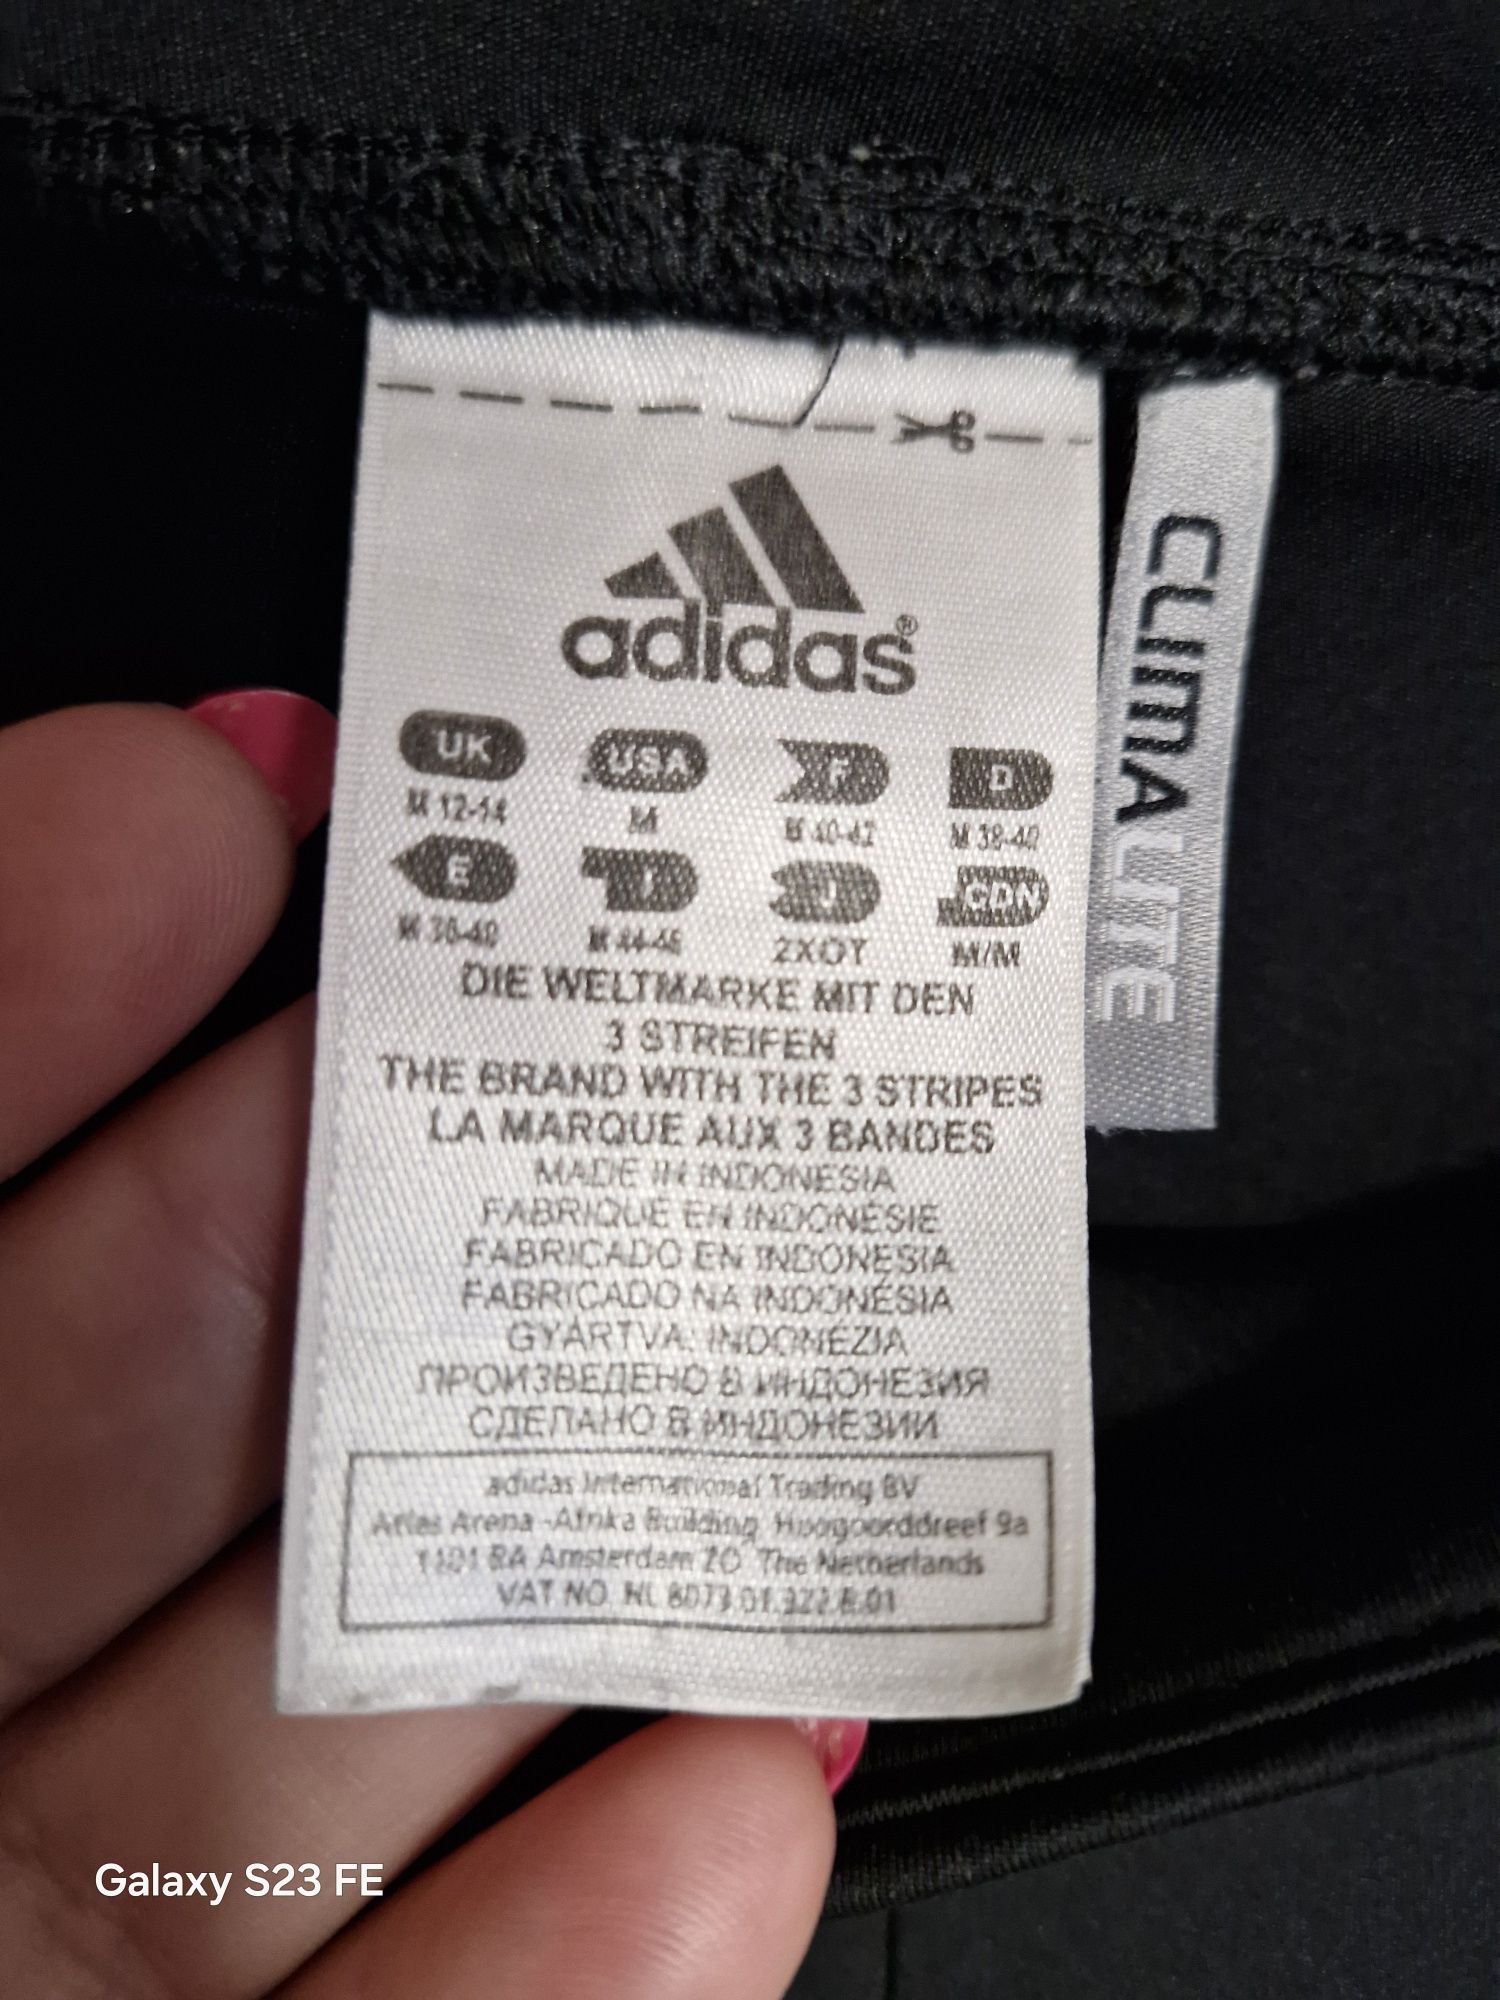 adidas®
UK USA F D
M 12-14 M M 40-42 M 38-40
E I J CDN
M 38-40 M 44-46 2XOT M/M
DIE WELTMARKE MIT DEN
3 STREIFEN
THE BRAND WITH THE 3 STRIPES
LA MARQUE AUX 3 BANDES
MADE IN INDONESIA
FABRIQUE EN INDONÉSIE
FABRICADO EN INDONESIA
FABRICADO NA INDONÉSIA
GYÁRTVA: INDONÉZIA
ПРОИЗВЕДЕНО В ИНДОНЕЗИЯ
СДЕЛАНО В ИНДОНЕЗИИ
adidas International Trading BV
Atlas Arena -Afrika Building Hoogoorddreef 9a
1101 BA Amsterdam ZO The Netherlands
VAT NO. NL 8073.01.322.B.01
CLIMALITE
Galaxy S23 FE